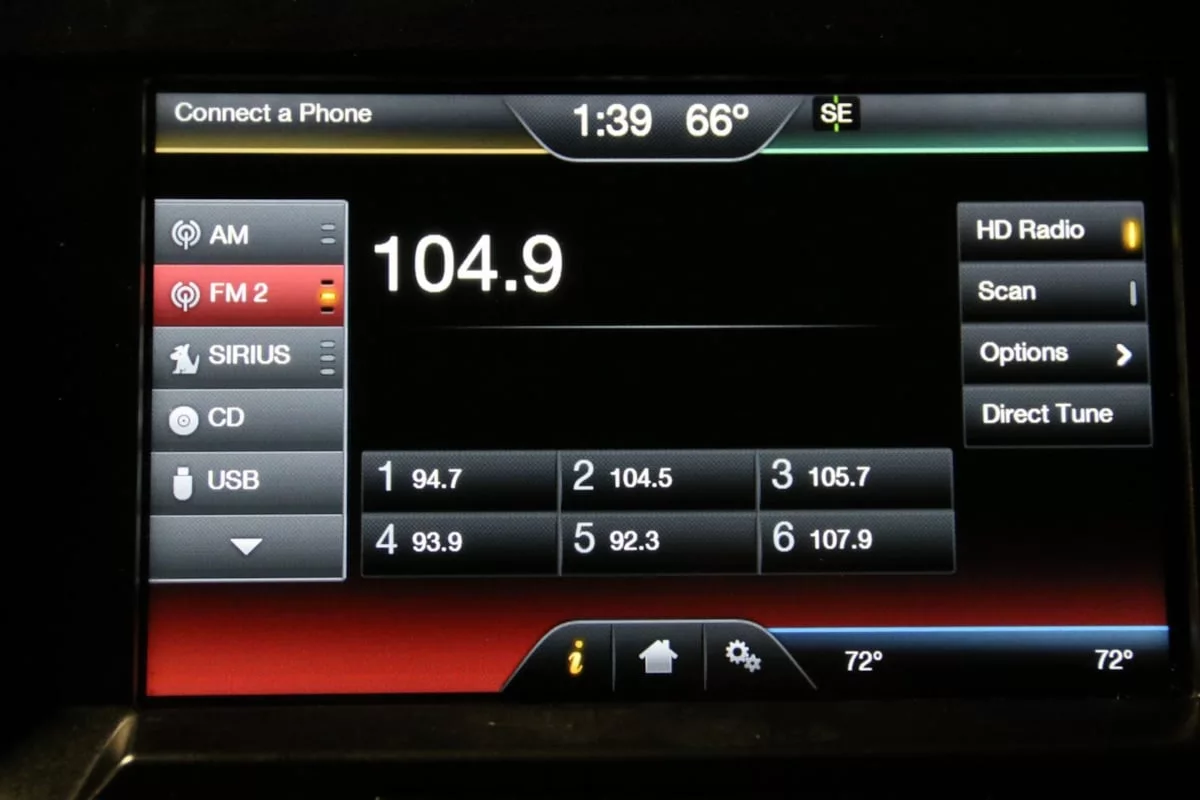 Connect a Phone
1:39 66°
SE
AM
FM 2
SIRIUS
CD
USB
104.9
HD Radio
Scan
Options
Direct Tune
1 94.7
2 104.5
3 105.7
4 93.9
5 92.3
6 107.9
i
72°
72°